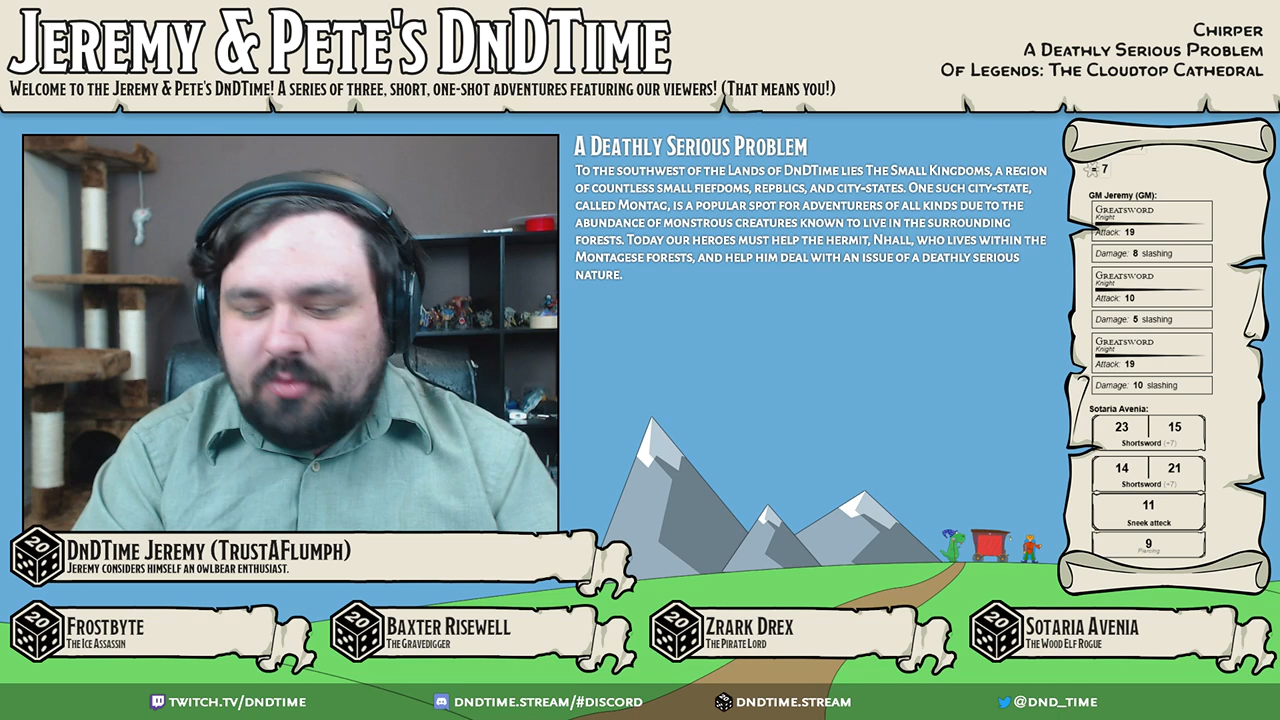 Jeremy & Pete's DnDTime
Welcome to the Jeremy & Pete's DnDTime! A series of three, short, one-shot adventures featuring our viewers! (That means you!)
Chirper
A Deathly Serious Problem
Of Legends: The Cloudtop Cathedral
A Deathly Serious Problem
To the southwest of the Lands of DnDTime lies The Small Kingdoms, a region
of countless small fiefdoms, repblics, and city-states. One such city-state,
called Montag, is a popular spot for adventurers of all kinds due to the
abundance of monstrous creatures known to live in the surrounding
forests. Today our heroes must help the hermit, Nhall, who lives within the
Montagese forests, and help him deal with an issue of a deathly serious
nature.
= 7
GM Jeremy (GM):
Greatsword
Knight
Attack: 19
Damage: 8 slashing
Greatsword
Knight
Attack: 10
Damage: 5 slashing
Greatsword
Knight
Attack: 19
Damage: 10 slashing
Sotaria Avenia:
23 15
Shortsword (+7)
14 21
Shortsword (+7)
11
Sneek atteck
9
Piercing
20
DnDTime Jeremy (TrustAFlumph)
Jeremy considers himself an owlbear enthusiast.
20
Frostbyte
The Ice Assassin
20
Baxter Risewell
The Gravedigger
20
Zrark Drex
The Pirate Lord
20
Sotaria Avenia
The Wood Elf Rogue
twitch.tv/dndtime
dndtime.stream/#discord
dndtime.stream
@dnd_time